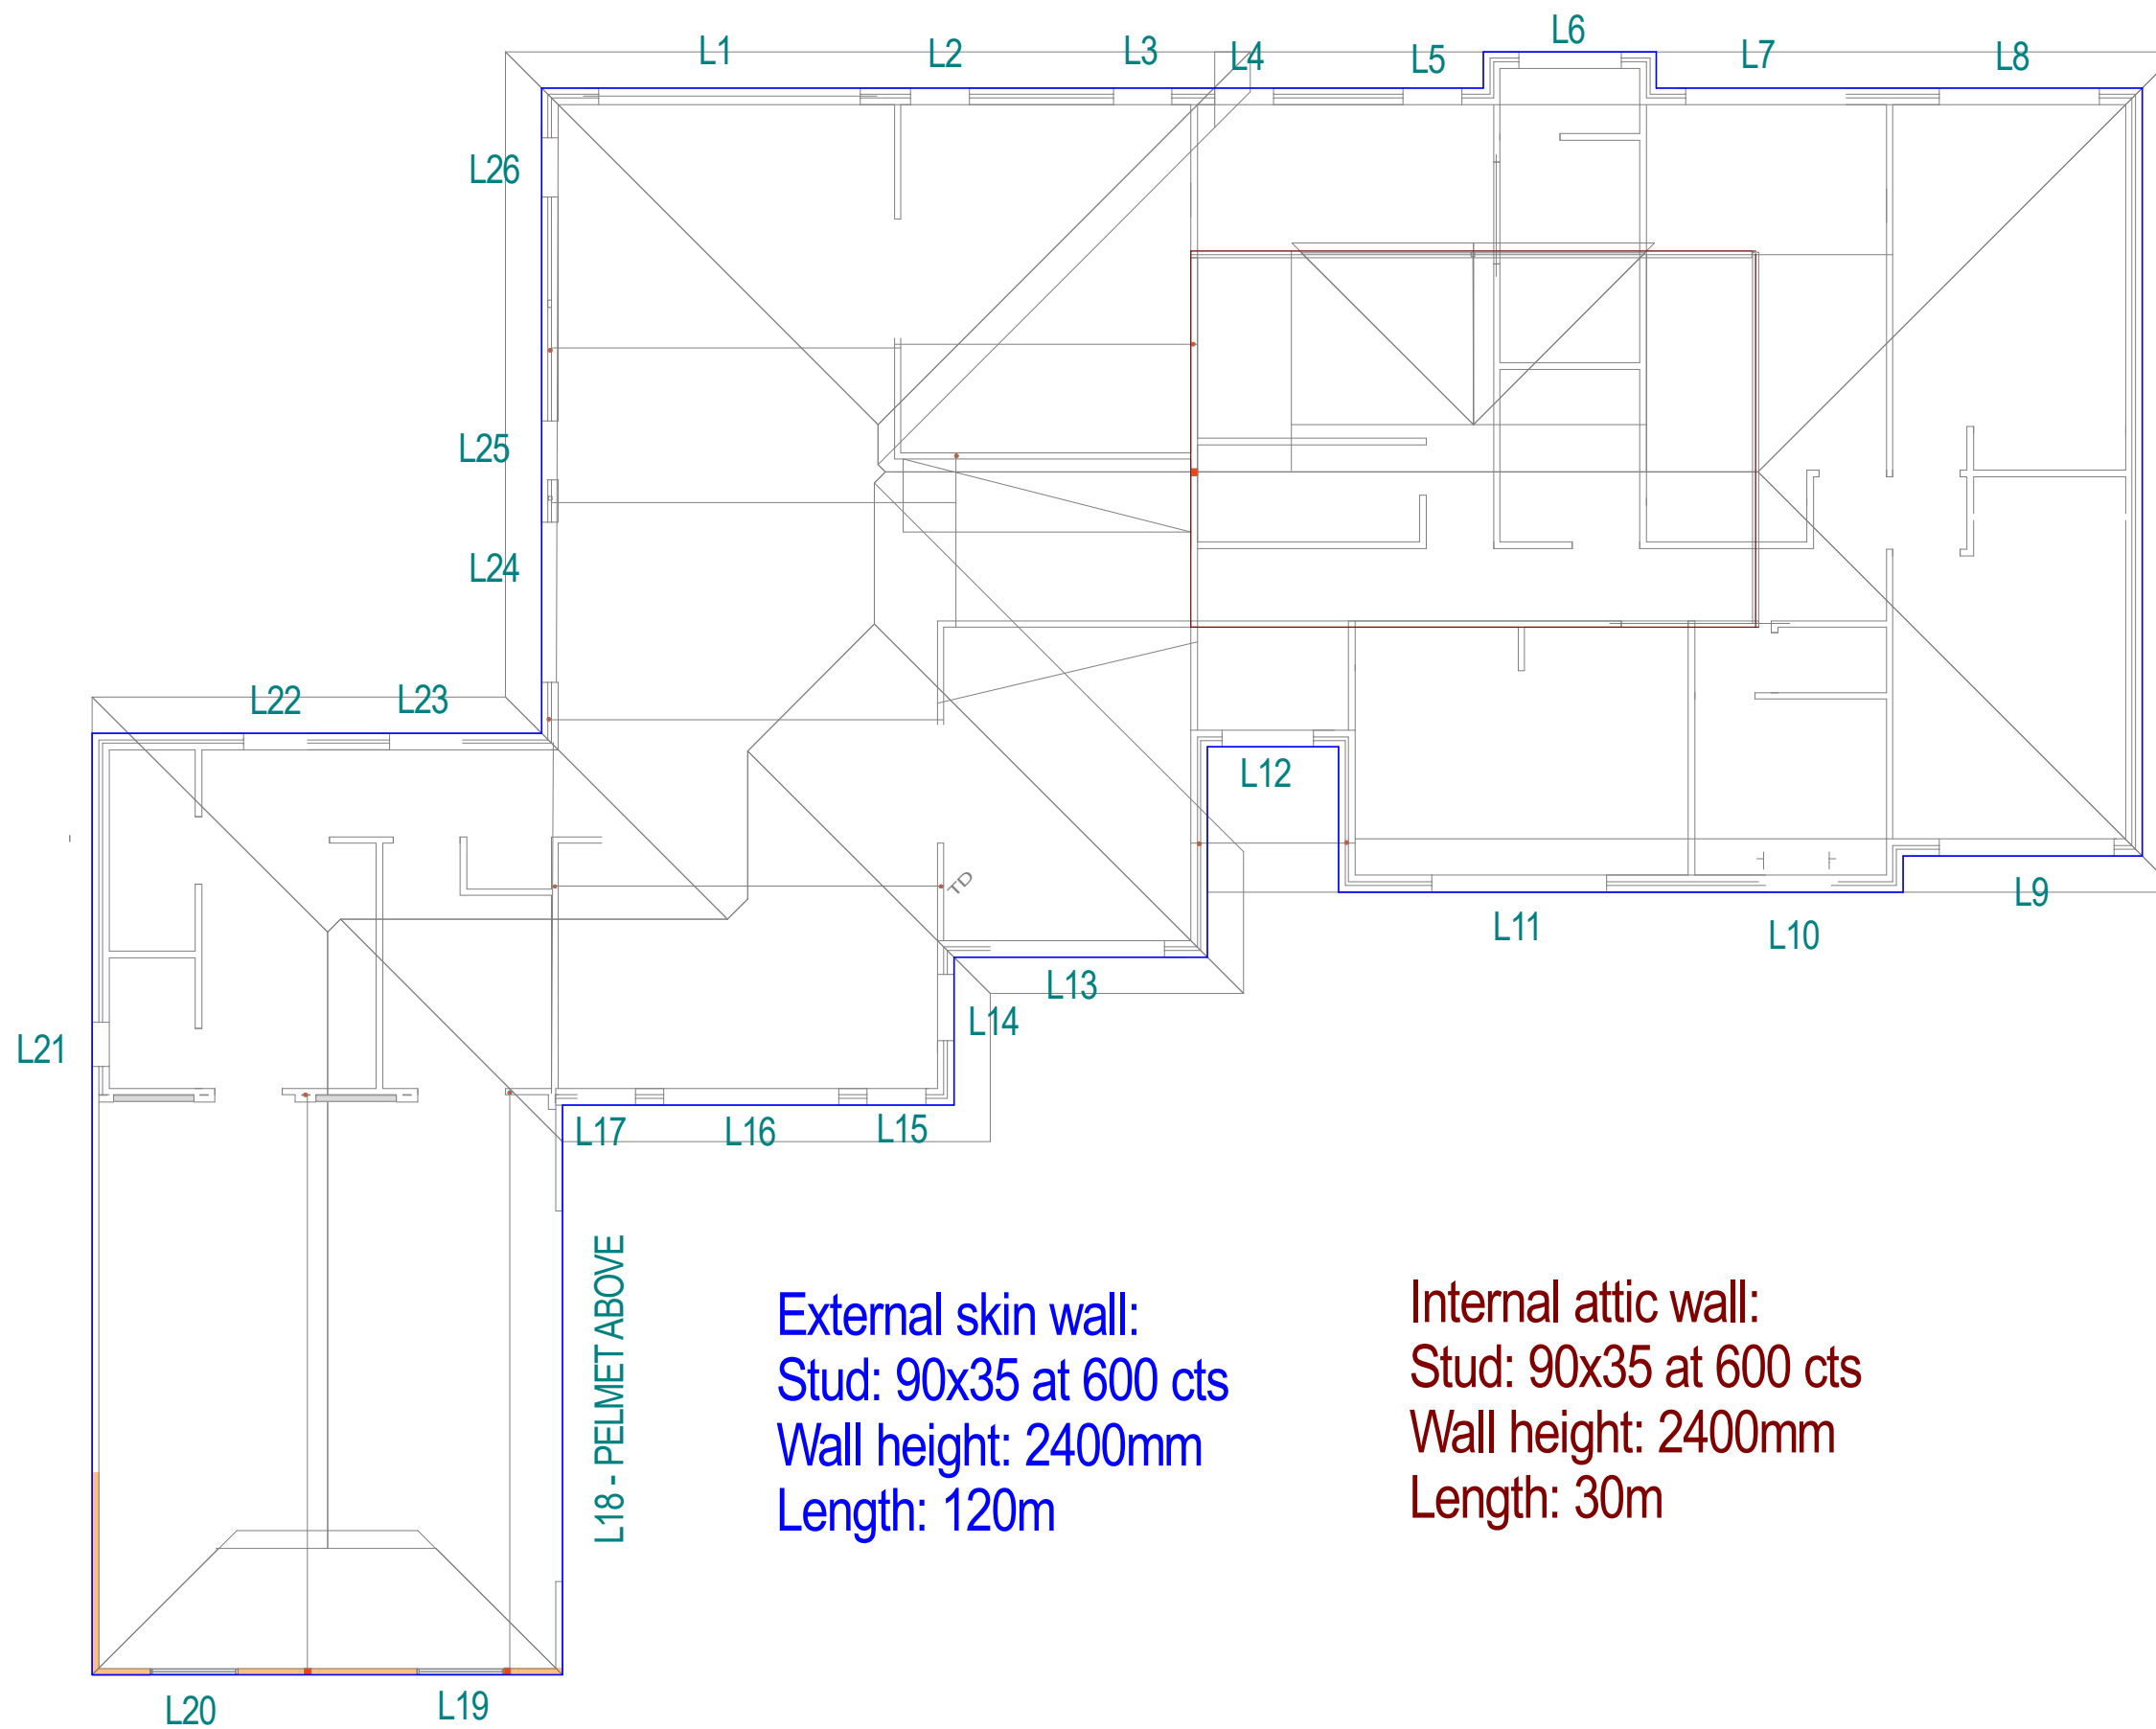 L6
L1
L2
L3
L4
L5
L7
L8
L26
L25
L24
L22
L23
L12
TD
L9
L11
L10
L13
L14
L21
L17
L16
L15
L18 - PELMET ABOVE
External skin wall:
Stud: 90x35 at 600 cts
Wall height: 2400mm
Length: 120m
Internal attic wall:
Stud: 90x35 at 600 cts
Wall height: 2400mm
Length: 30m
L20
L19